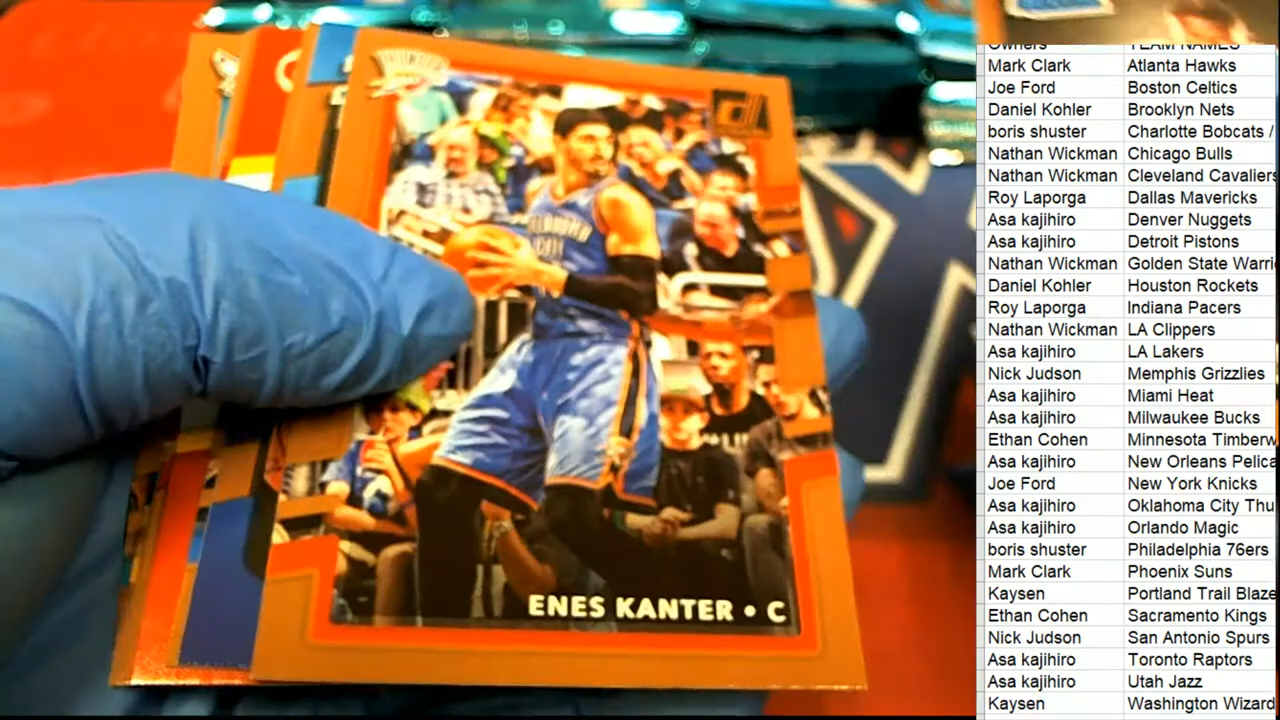 ENES KANTER • C
Owners TEAM NAMES
Mark Clark Atlanta Hawks
Joe Ford Boston Celtics
Daniel Kohler Brooklyn Nets
boris shuster Charlotte Bobcats /
Nathan Wickman Chicago Bulls
Nathan Wickman Cleveland Cavaliers
Roy Laporga Dallas Mavericks
Asa kajihiro Denver Nuggets
Asa kajihiro Detroit Pistons
Nathan Wickman Golden State Warri
Daniel Kohler Houston Rockets
Roy Laporga Indiana Pacers
Nathan Wickman LA Clippers
Asa kajihiro LA Lakers
Nick Judson Memphis Grizzlies
Asa kajihiro Miami Heat
Asa kajihiro Milwaukee Bucks
Ethan Cohen Minnesota Timberw
Asa kajihiro New Orleans Pelica
Joe Ford New York Knicks
Asa kajihiro Oklahoma City Thu
Asa kajihiro Orlando Magic
boris shuster Philadelphia 76ers
Mark Clark Phoenix Suns
Kaysen Portland Trail Blaze
Ethan Cohen Sacramento Kings
Nick Judson San Antonio Spurs
Asa kajihiro Toronto Raptors
Asa kajihiro Utah Jazz
Kaysen Washington Wizard